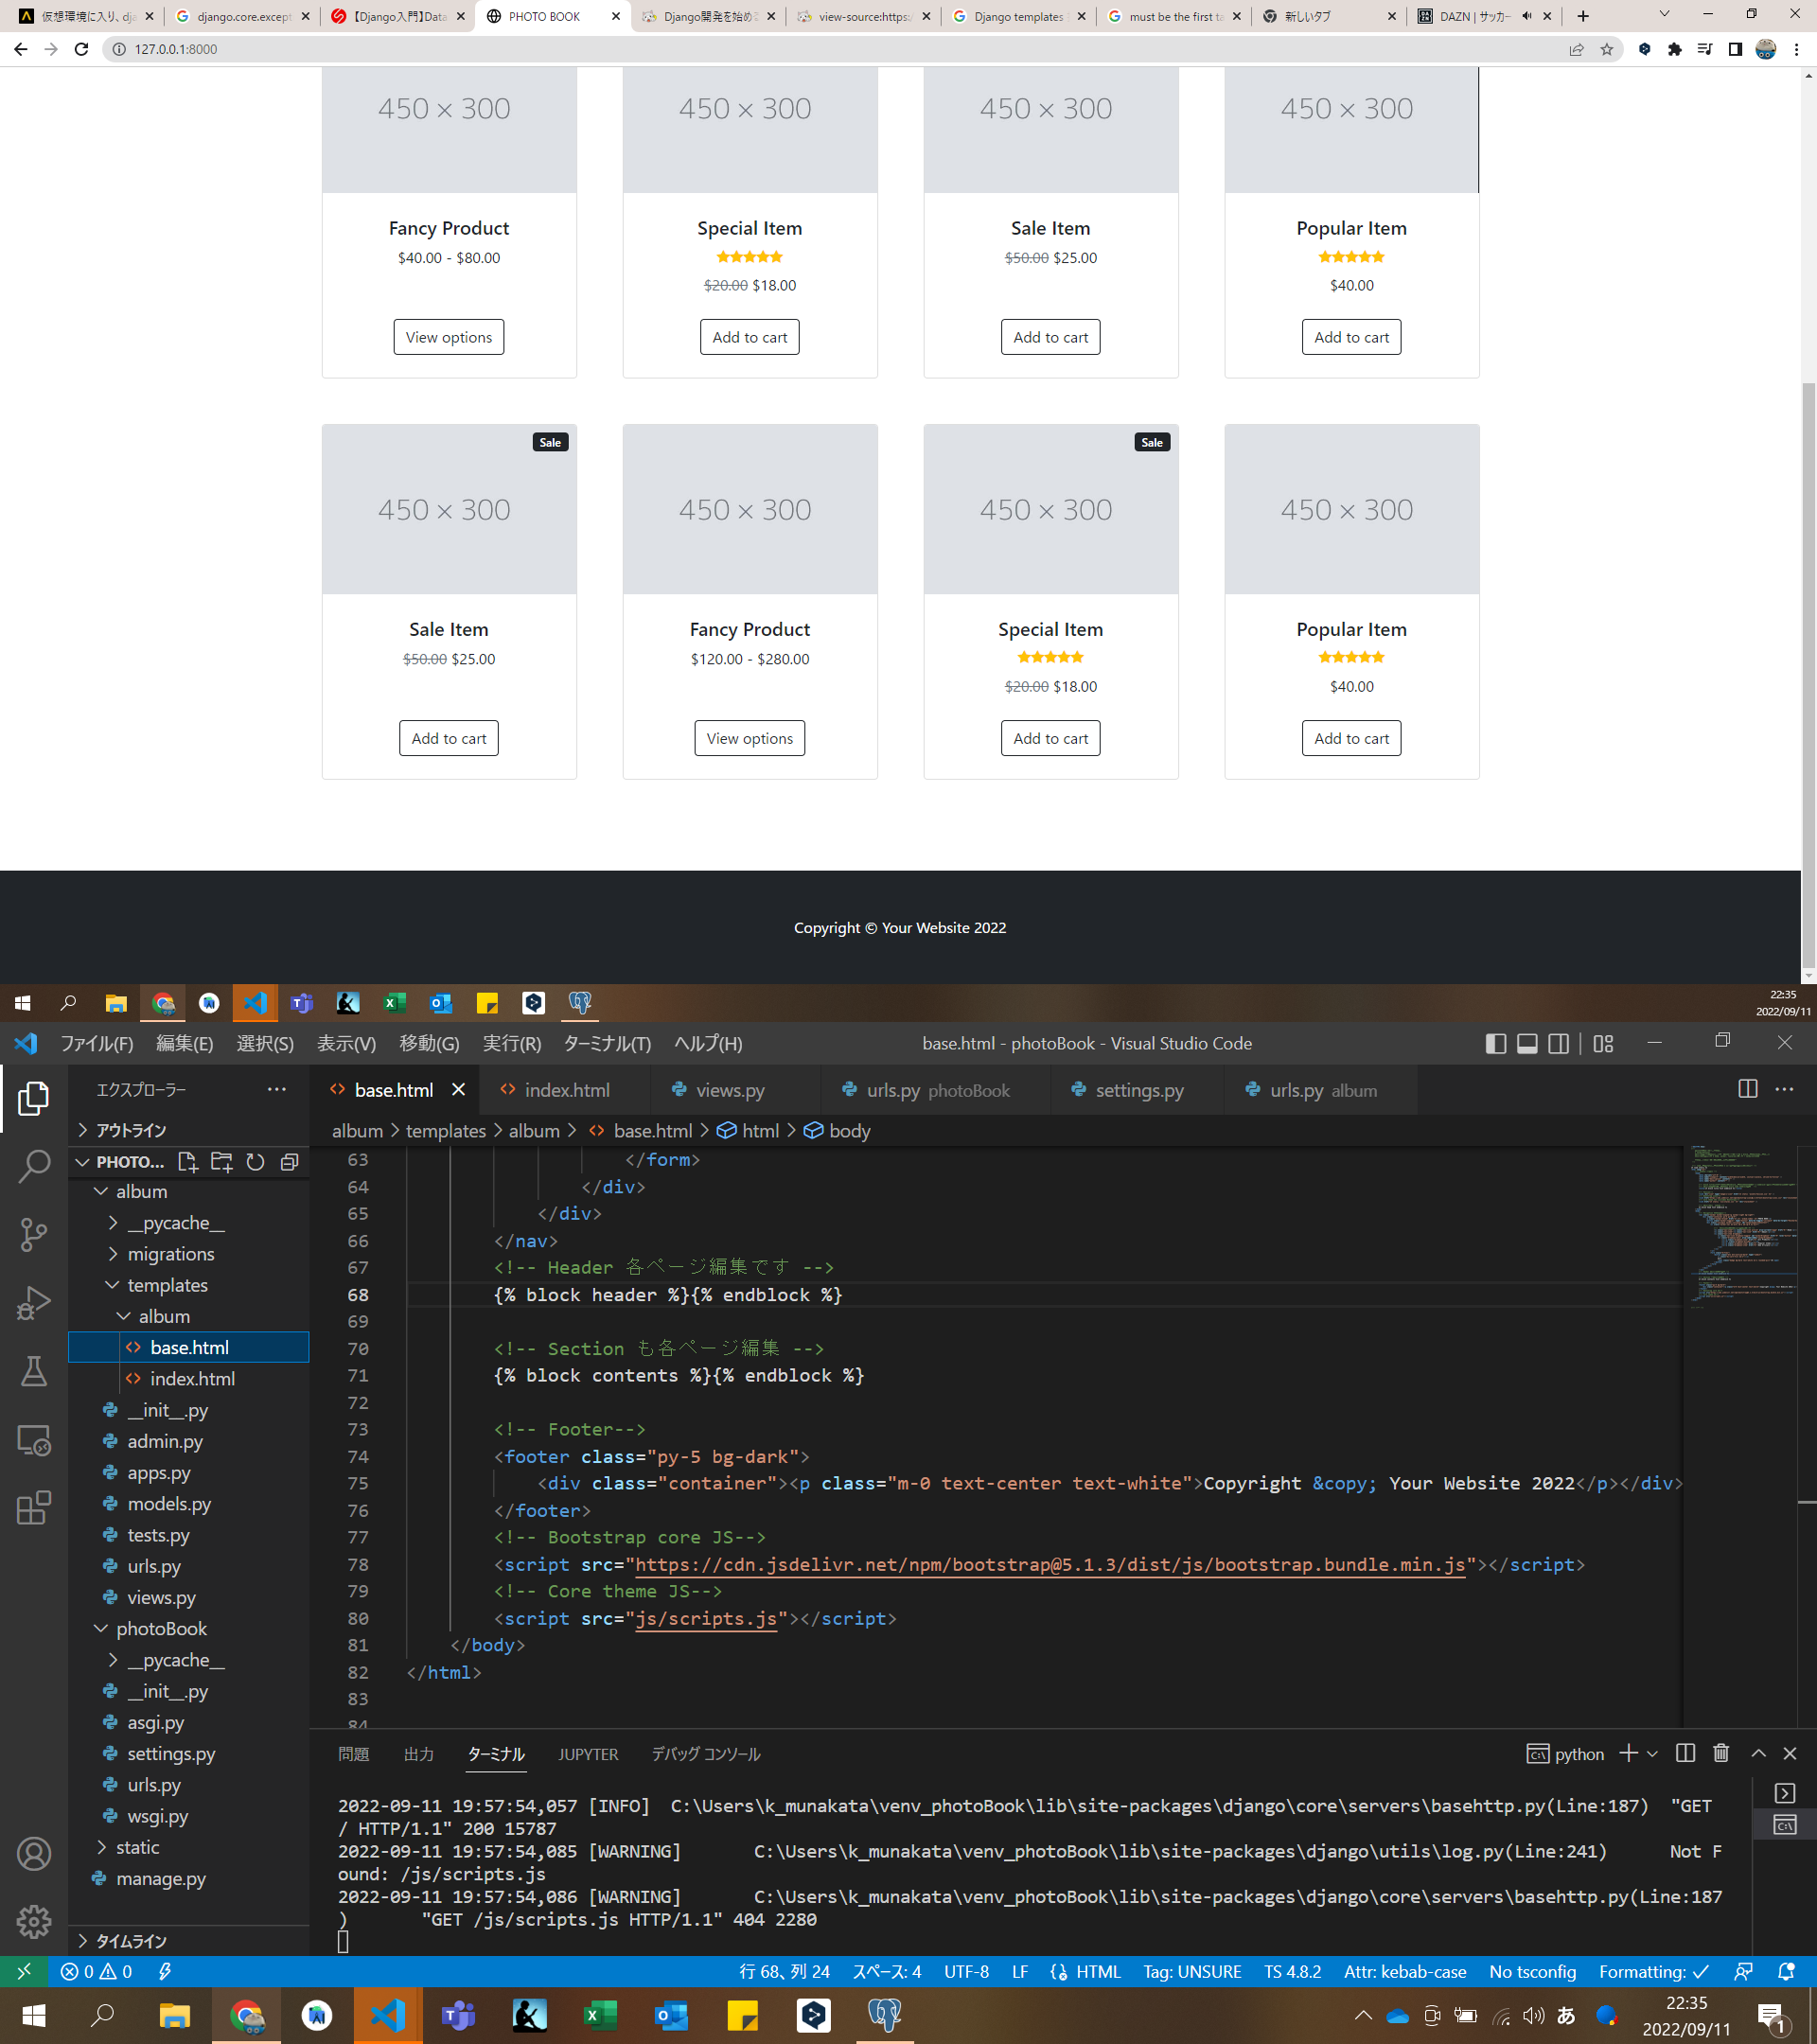 仮想環境に入り、dja
django.core.except
【Django入門】Data
PHOTO BOOK
Django開発を始め
view-source:https:
Django templates
must be the first ta
新しいタブ
DAZN | サッカー
127.0.0.1:8000
450 × 300
450 × 300
450 × 300
450 × 300
Fancy Product
Special Item
Sale Item
Popular Item
$40.00 - $80.00
$50.00 $25.00
$20.00 $18.00
$40.00
View options
Add to cart
Add to cart
Add to cart
Sale
Sale
450 × 300
450 × 300
450 × 300
450 × 300
Sale Item
Fancy Product
Special Item
Popular Item
$50.00 $25.00
$120.00 - $280.00
$20.00 $18.00
$40.00
Add to cart
View options
Add to cart
Add to cart
Copyright © Your Website 2022
22:35
2022/09/11
ファイル(F) 編集(E) 選択(S) 表示(V) 移動(G) 実行(R) ターミナル(T) ヘルプ(H)
base.html - photoBook - Visual Studio Code
エクスプローラー
base.html
index.html
views.py
urls.py photoBook
settings.py
urls.py album
アウトライン
album > templates > album > base.html > html > body
PHOTO...
album
__pycache__
migrations
templates
album
base.html
index.html
__init__.py
admin.py
apps.py
models.py
tests.py
urls.py
views.py
photoBook
__pycache__
__init__.py
asgi.py
settings.py
urls.py
wsgi.py
static
manage.py
タイムライン
63 </form>
64 </div>
65 </div>
66 </nav>
67 <!-- Header 各ページ編集です -->
68 {% block header %}{% endblock %}
69
70 <!-- Section も各ページ編集 -->
71 {% block contents %}{% endblock %}
72
73 <!-- Footer-->
74 <footer class="py-5 bg-dark">
75 <div class="container"><p class="m-0 text-center text-white">Copyright &copy; Your Website 2022</p></div>
76 </footer>
77 <!-- Bootstrap core JS-->
78 <script src="https://cdn.jsdelivr.net/npm/bootstrap@5.1.3/dist/js/bootstrap.bundle.min.js"></script>
79 <!-- Core theme JS-->
80 <script src="js/scripts.js"></script>
81 </body>
82 </html>
83
84
問題 出力 ターミナル JUPYTER デバッグ コンソール
python
2022-09-11 19:57:54,057 [INFO] C:\Users\k_munakata\venv_photoBook\lib\site-packages\django\core\servers\basehttp.py(Line:187) "GET
/ HTTP/1.1" 200 15787
2022-09-11 19:57:54,085 [WARNING] C:\Users\k_munakata\venv_photoBook\lib\site-packages\django\utils\log.py(Line:241) Not F
ound: /js/scripts.js
2022-09-11 19:57:54,086 [WARNING] C:\Users\k_munakata\venv_photoBook\lib\site-packages\django\core\servers\basehttp.py(Line:187
) "GET /js/scripts.js HTTP/1.1" 404 2280
0 0
行 68、列 24 スペース: 4 UTF-8 LF HTML Tag: UNSURE TS 4.8.2 Attr: kebab-case No tsconfig Formatting: ✓
あ
22:35
2022/09/11
1